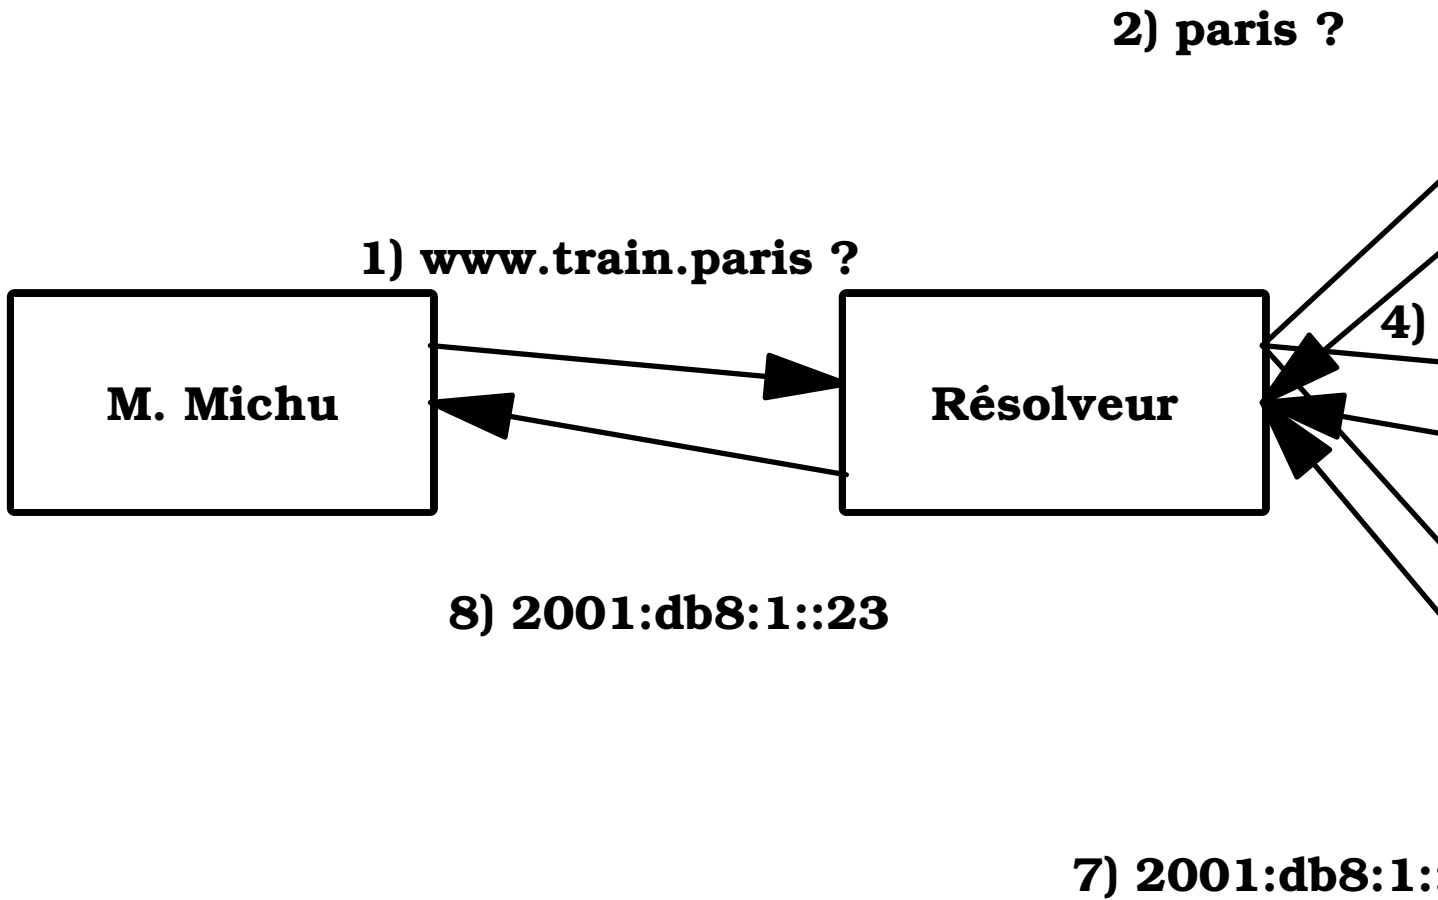 2) paris ?
1) www.train.paris ?
4)
M. Michu
Résolveur
8) 2001:db8:1::23
7) 2001:db8:1: